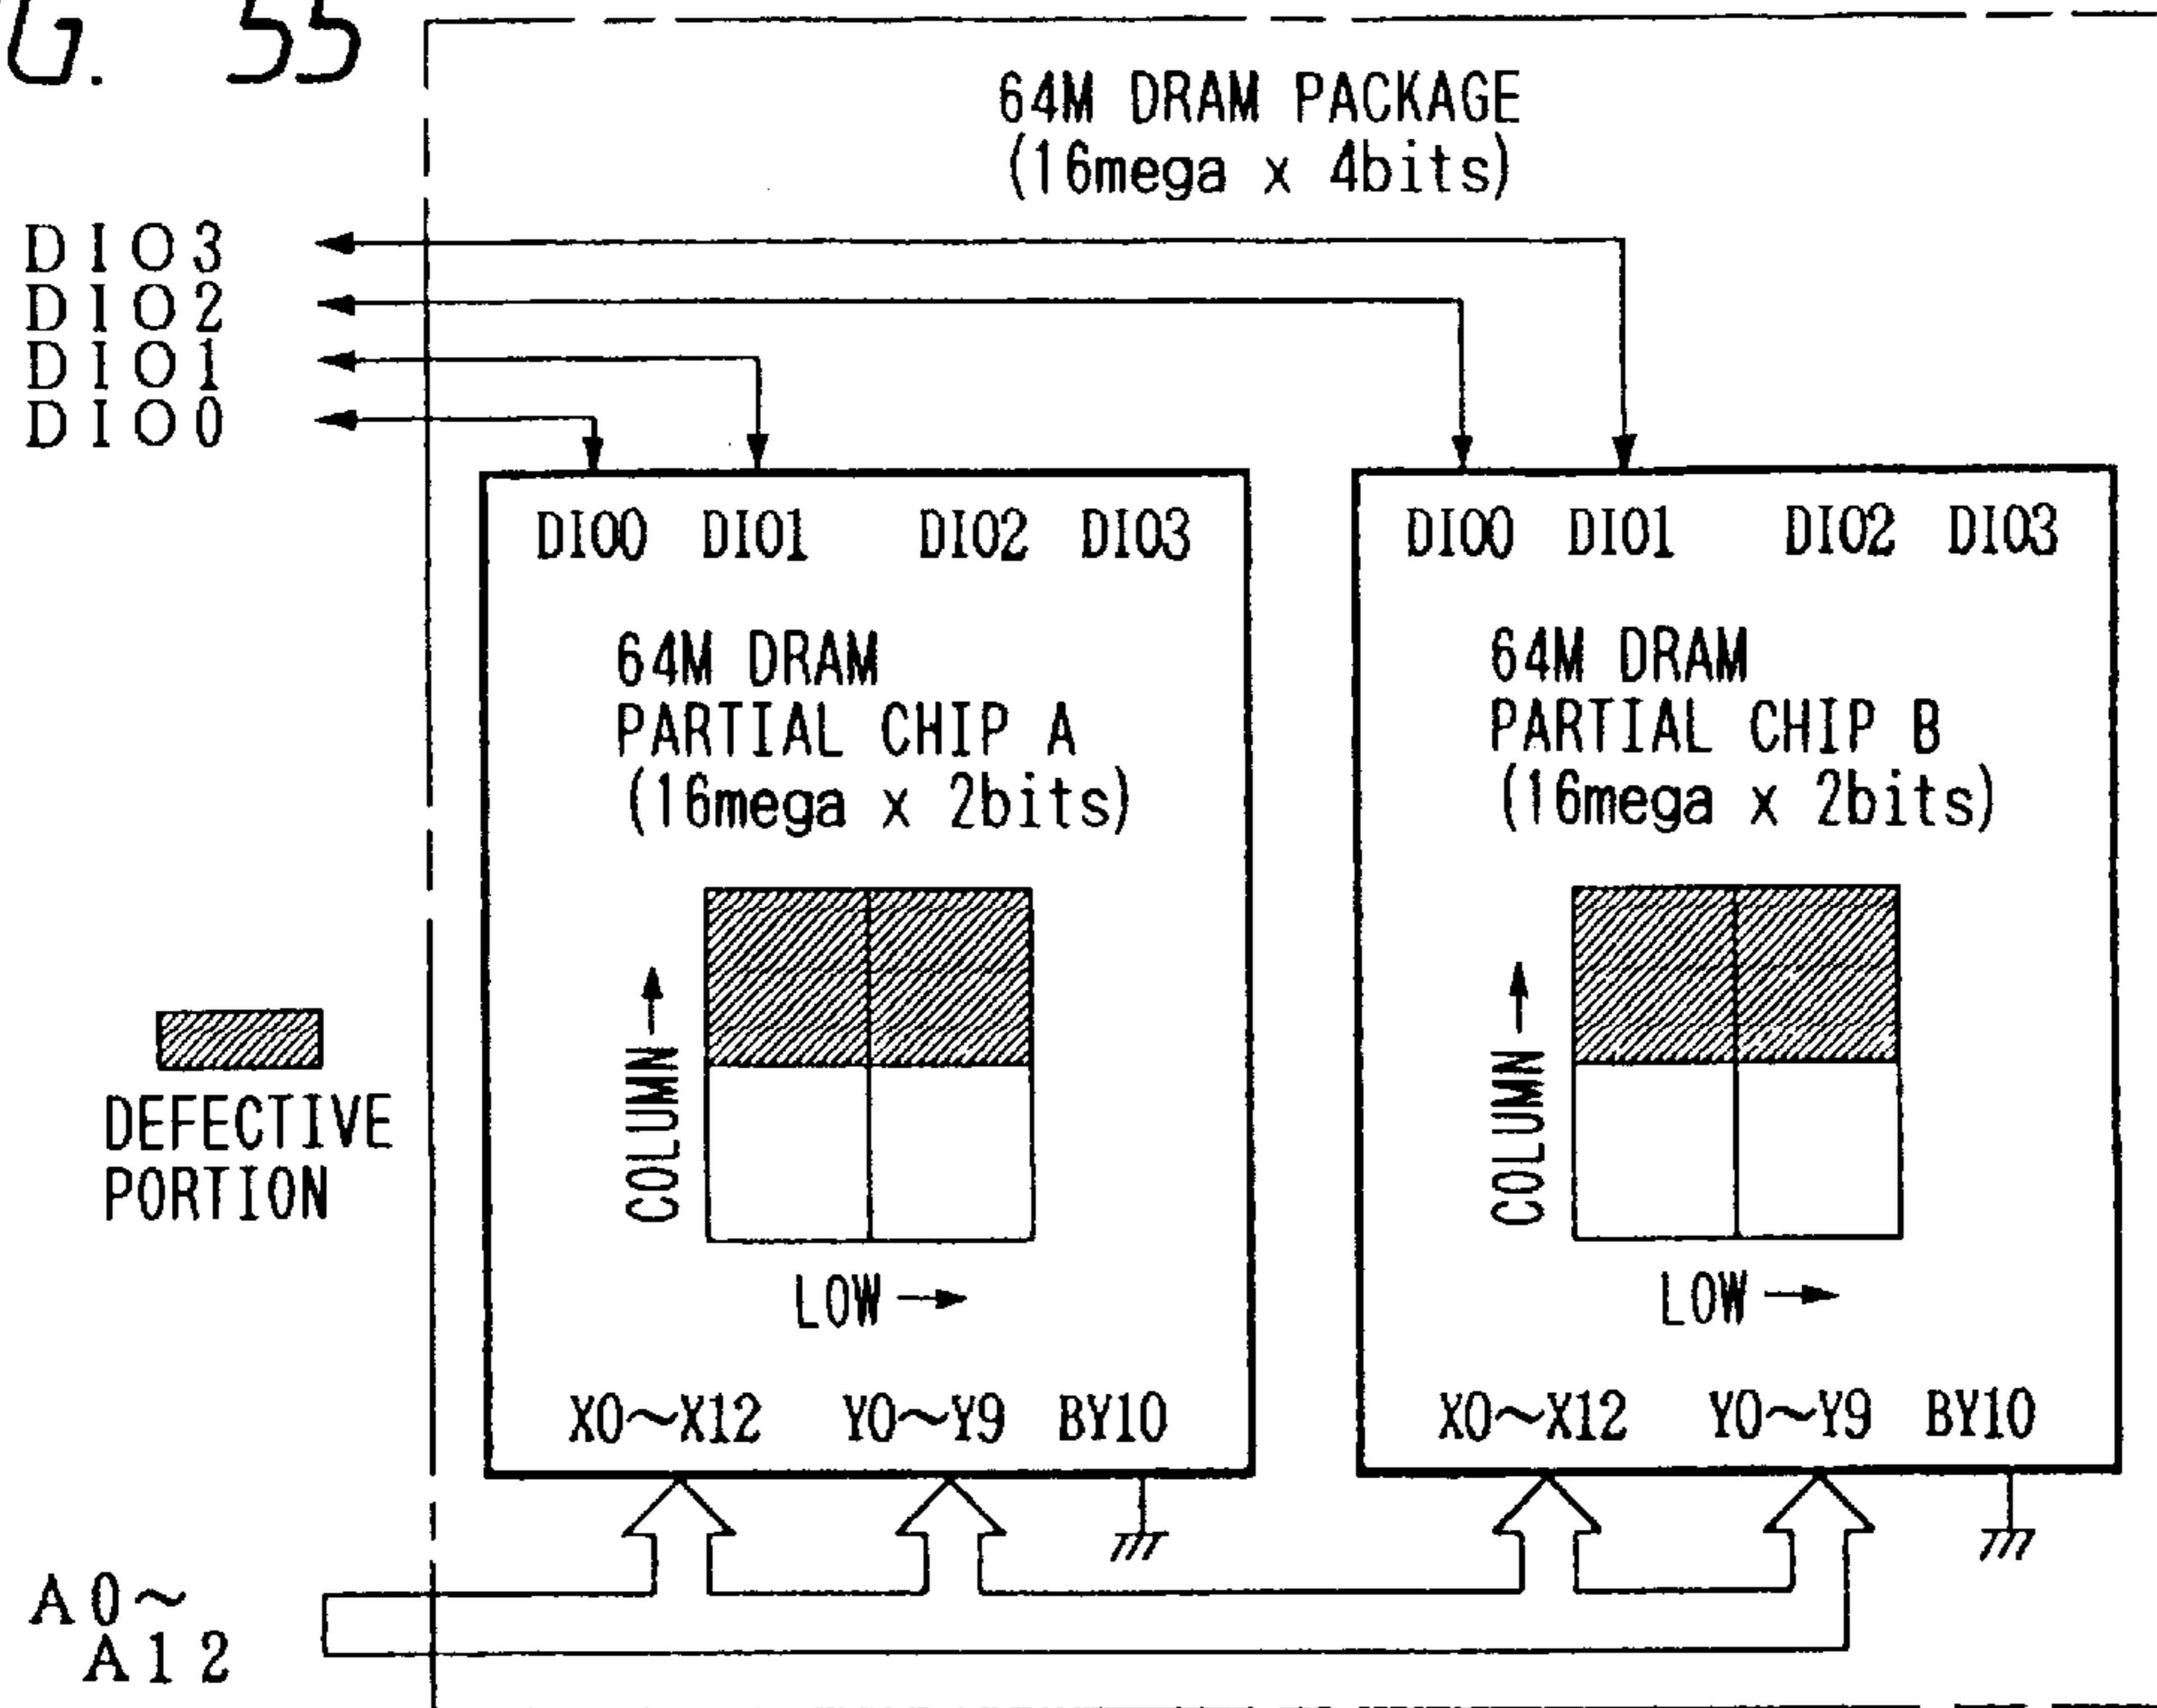 G. 55
64M DRAM PACKAGE
(16mega x 4bits)
DIO3
DIO2
DIO1
DIO0
DIO0 DIO1 DIO2 DIO3
64M DRAM
PARTIAL CHIP A
(16mega x 2bits)
COLUMN
LOW
X0~X12 Y0~Y9 BY10
DIO0 DIO1 DIO2 DIO3
64M DRAM
PARTIAL CHIP B
(16mega x 2bits)
COLUMN
LOW
X0~X12 Y0~Y9 BY10
DEFECTIVE
PORTION
A0~
A12